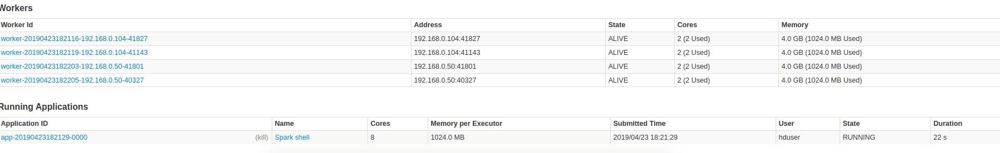 Workers
Worker Id Address State Cores Memory
worker-20190423182116-192.168.0.104-41827 192.168.0.104:41827 ALIVE 2 (2 Used) 4.0 GB (1024.0 MB Used)
worker-20190423182119-192.168.0.104-41143 192.168.0.104:41143 ALIVE 2 (2 Used) 4.0 GB (1024.0 MB Used)
worker-20190423182203-192.168.0.50-41801 192.168.0.50:41801 ALIVE 2 (2 Used) 4.0 GB (1024.0 MB Used)
worker-20190423182205-192.168.0.50-40327 192.168.0.50:40327 ALIVE 2 (2 Used) 4.0 GB (1024.0 MB Used)
Running Applications
Application ID Name Cores Memory per Executor Submitted Time User State Duration
app-20190423182129-0000 (kill) Spark shell 8 1024.0 MB 2019/04/23 18:21:29 hduser RUNNING 22 s